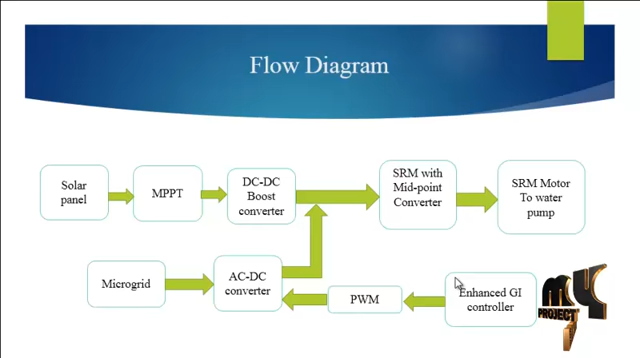 Flow Diagram
Solar
panel
MPPT
DC-DC
Boost
converter
SRM with
Mid-point
Converter
SRM Motor
To water
pump
Microgrid
AC-DC
converter
PWM
Enhanced GI
controller
MY
PROJECT